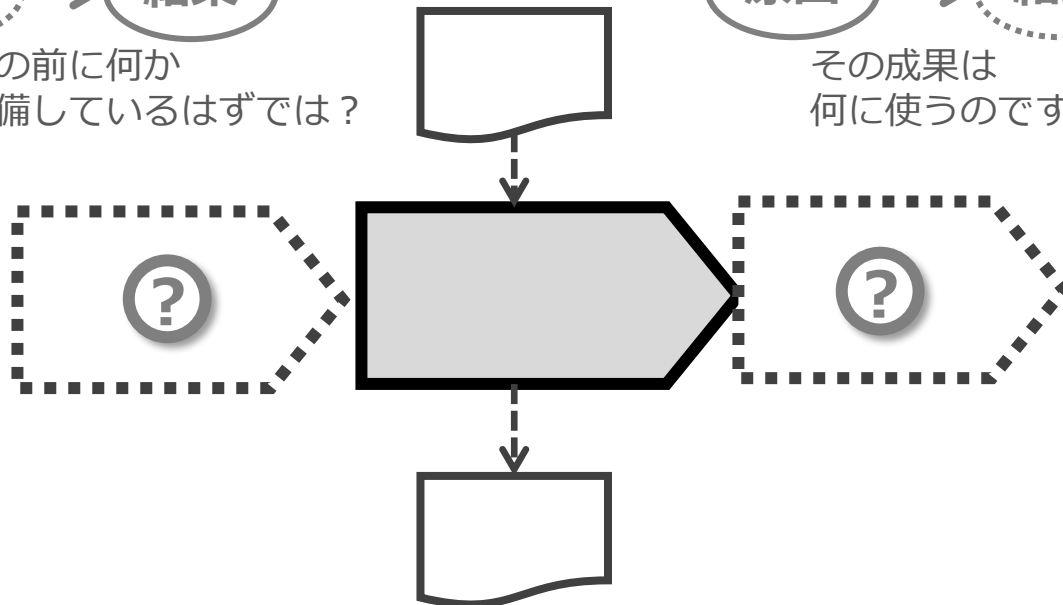 の前に何か
備しているはずでは？
その成果は
何に使うのです
?
?